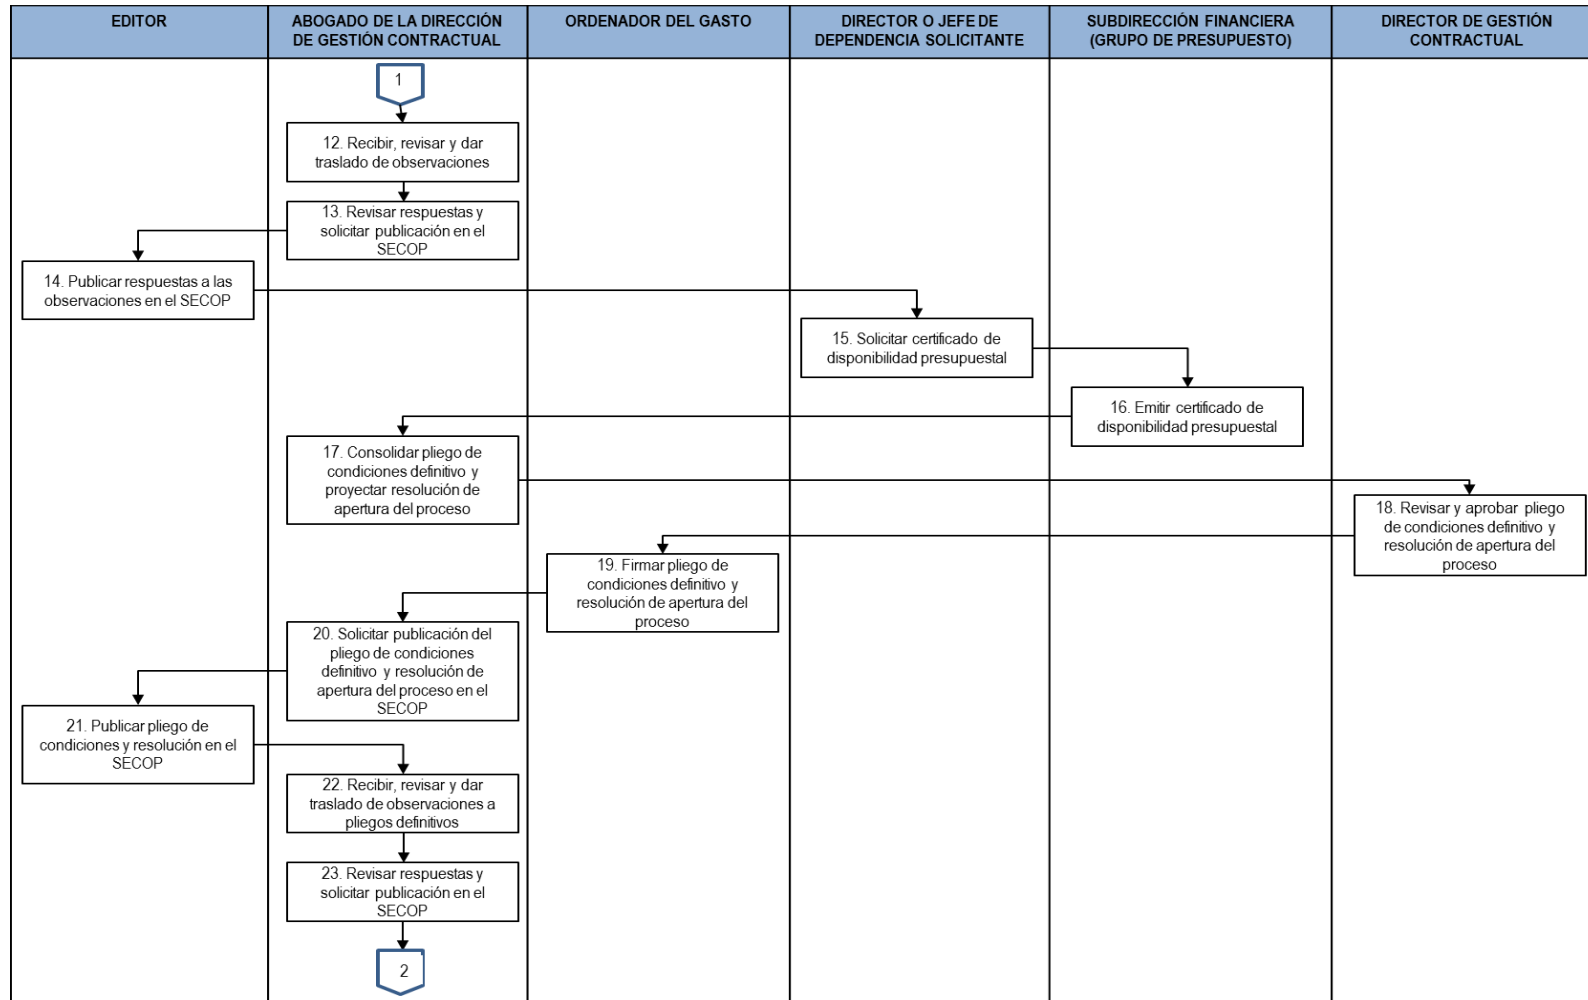 EDITOR
ABOGADO DE LA DIRECCIÓN
DE GESTIÓN CONTRACTUAL
ORDENADOR DEL GASTO
DIRECTOR O JEFE DE
DEPENDENCIA SOLICITANTE
SUBDIRECCIÓN FINANCIERA
(GRUPO DE PRESUPUESTO)
DIRECTOR DE GESTIÓN
CONTRACTUAL
1
12. Recibir, revisar y dar
traslado de observaciones
13. Revisar respuestas y
solicitar publicación en el
SECOP
14. Publicar respuestas a las
observaciones en el SECOP
15. Solicitar certificado de
disponibilidad presupuestal
16. Emitir certificado de
disponibilidad presupuestal
17. Consolidar pliego de
condiciones definitivo y
proyectar resolución de
apertura del proceso
18. Revisar y aprobar pliego
de condiciones definitivo y
resolución de apertura del
proceso
19. Firmar pliego de
condiciones definitivo y
resolución de apertura del
proceso
20. Solicitar publicación del
pliego de condiciones
definitivo y resolución de
apertura del proceso en el
SECOP
21. Publicar pliego de
condiciones y resolución en el
SECOP
22. Recibir, revisar y dar
traslado de observaciones a
pliegos definitivos
23. Revisar respuestas y
solicitar publicación en el
SECOP
2